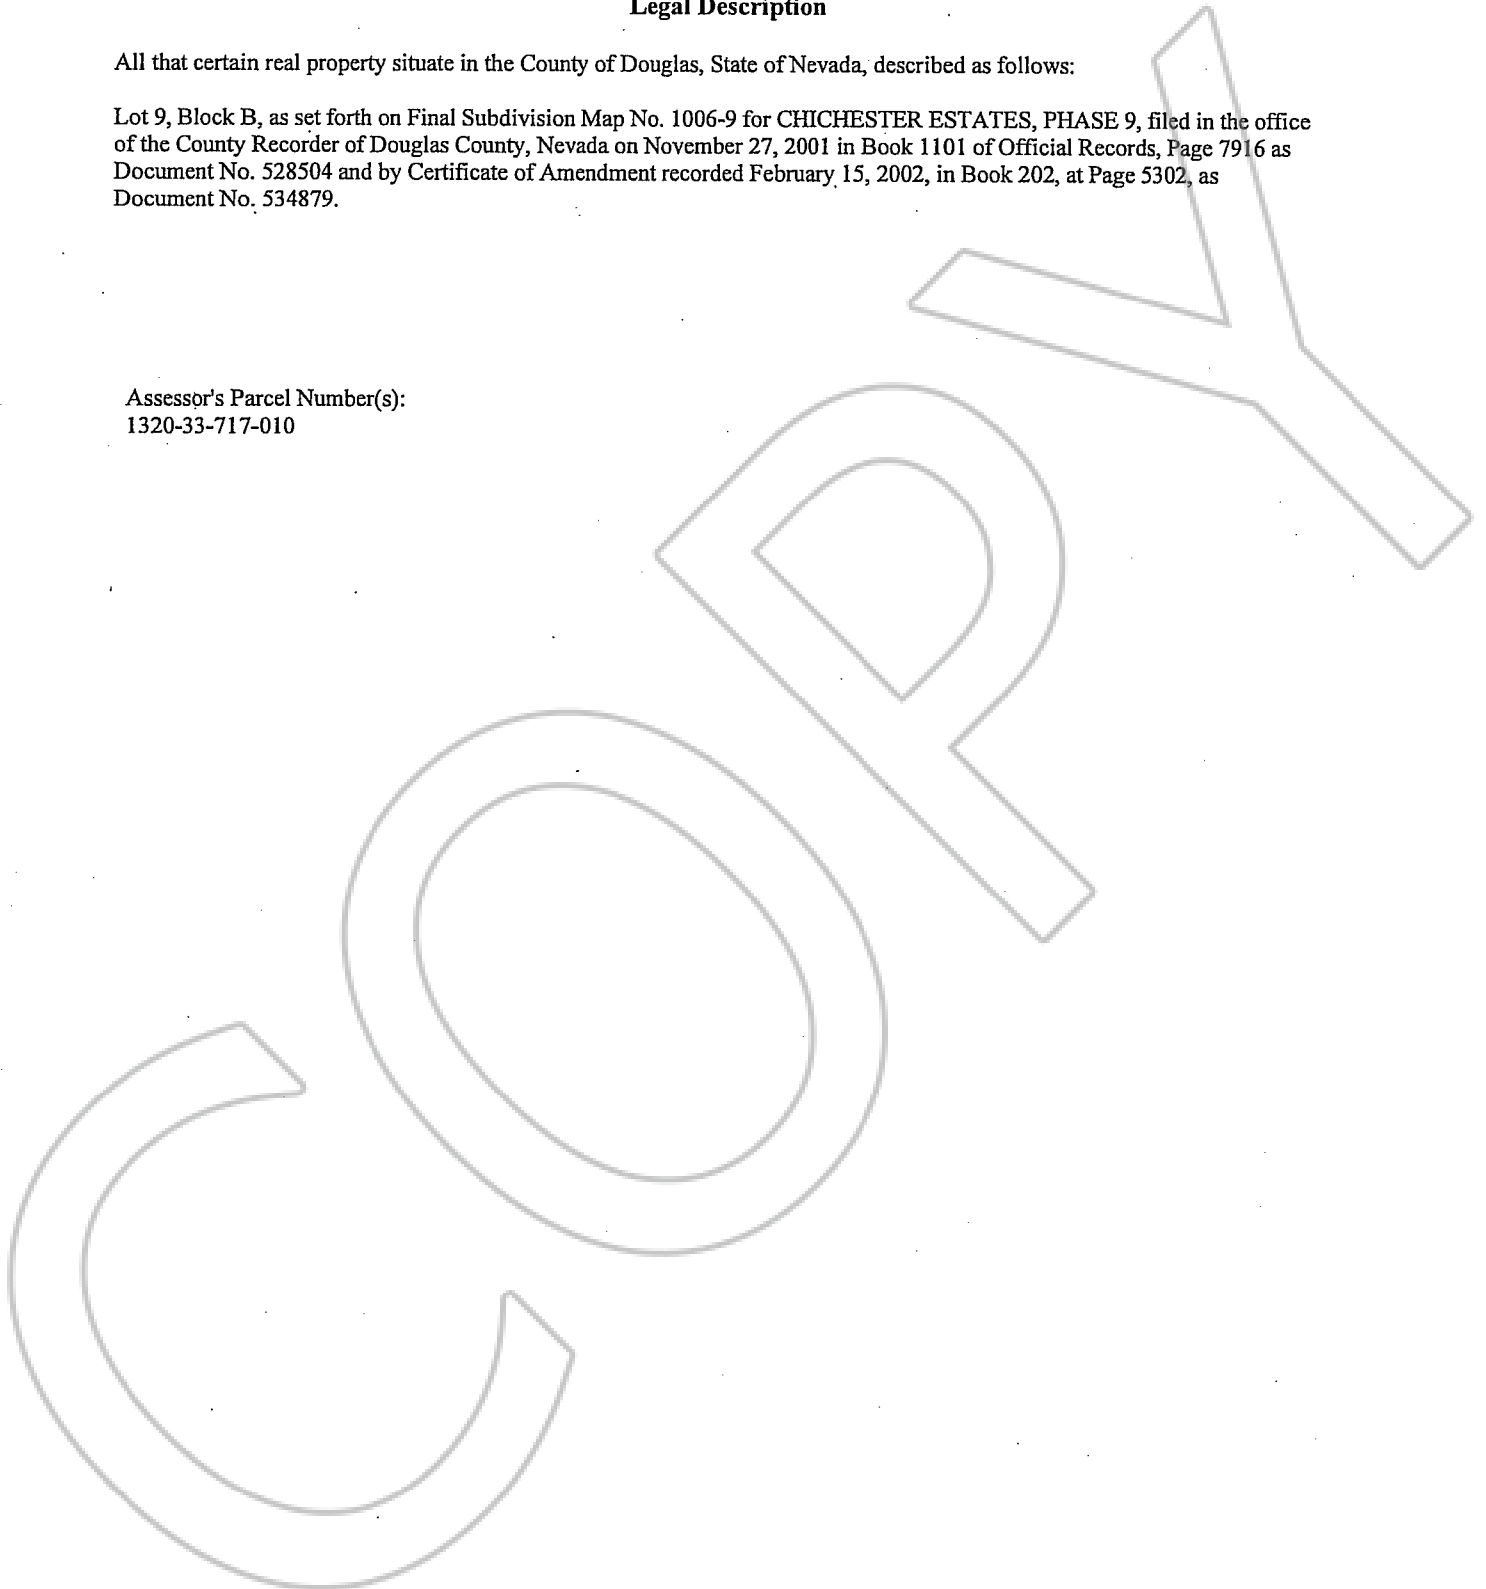 Legal Description
All that certain real property situate in the County of Douglas, State of Nevada, described as follows:
Lot 9, Block B, as set forth on Final Subdivision Map No. 1006-9 for CHICHESTER ESTATES, PHASE 9, filed in the office
of the County Recorder of Douglas County, Nevada on November 27, 2001 in Book 1101 of Official Records, Page 7916 as
Document No. 528504 and by Certificate of Amendment recorded February 15, 2002, in Book 202, at Page 5302, as
Document No. 534879.
Assessor's Parcel Number(s):
1320-33-717-010
COPY